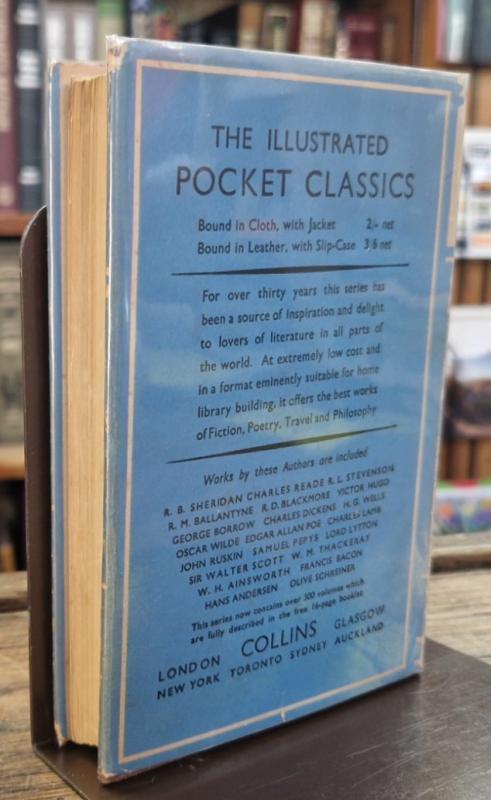 THE ILLUSTRATED
POCKET CLASSICS
Bound in Cloth, with Jacket 2/- net
Bound in Leather, with Slip-Case 3/6 net
For over thirty years this series has
been a source of inspiration and delight
to lovers of literature in all parts of
the world. At extremely low cost and
in a format eminently suitable for home
library building, it offers the best works
of Fiction, Poetry, Travel and Philosophy
Works by these Authors are included
R. B. SHERIDAN CHARLES READE R. L. STEVENSON
R. M. BALLANTYNE R. D. BLACKMORE VICTOR HUGO
GEORGE BORROW CHARLES DICKENS H. G. WELLS
OSCAR WILDE EDGAR ALLAN POE CHARLES LAMB
JOHN RUSKIN SAMUEL PEPYS LORD LYTTON
SIR WALTER SCOTT W. M. THACKERAY
W. H. AINSWORTH FRANCIS BACON
HANS ANDERSEN OLIVE SCHREINER
This series now contains over 300 volumes which
are fully described in the free 16-page booklet
LONDON COLLINS GLASGOW
NEW YORK TORONTO SYDNEY AUCKLAND